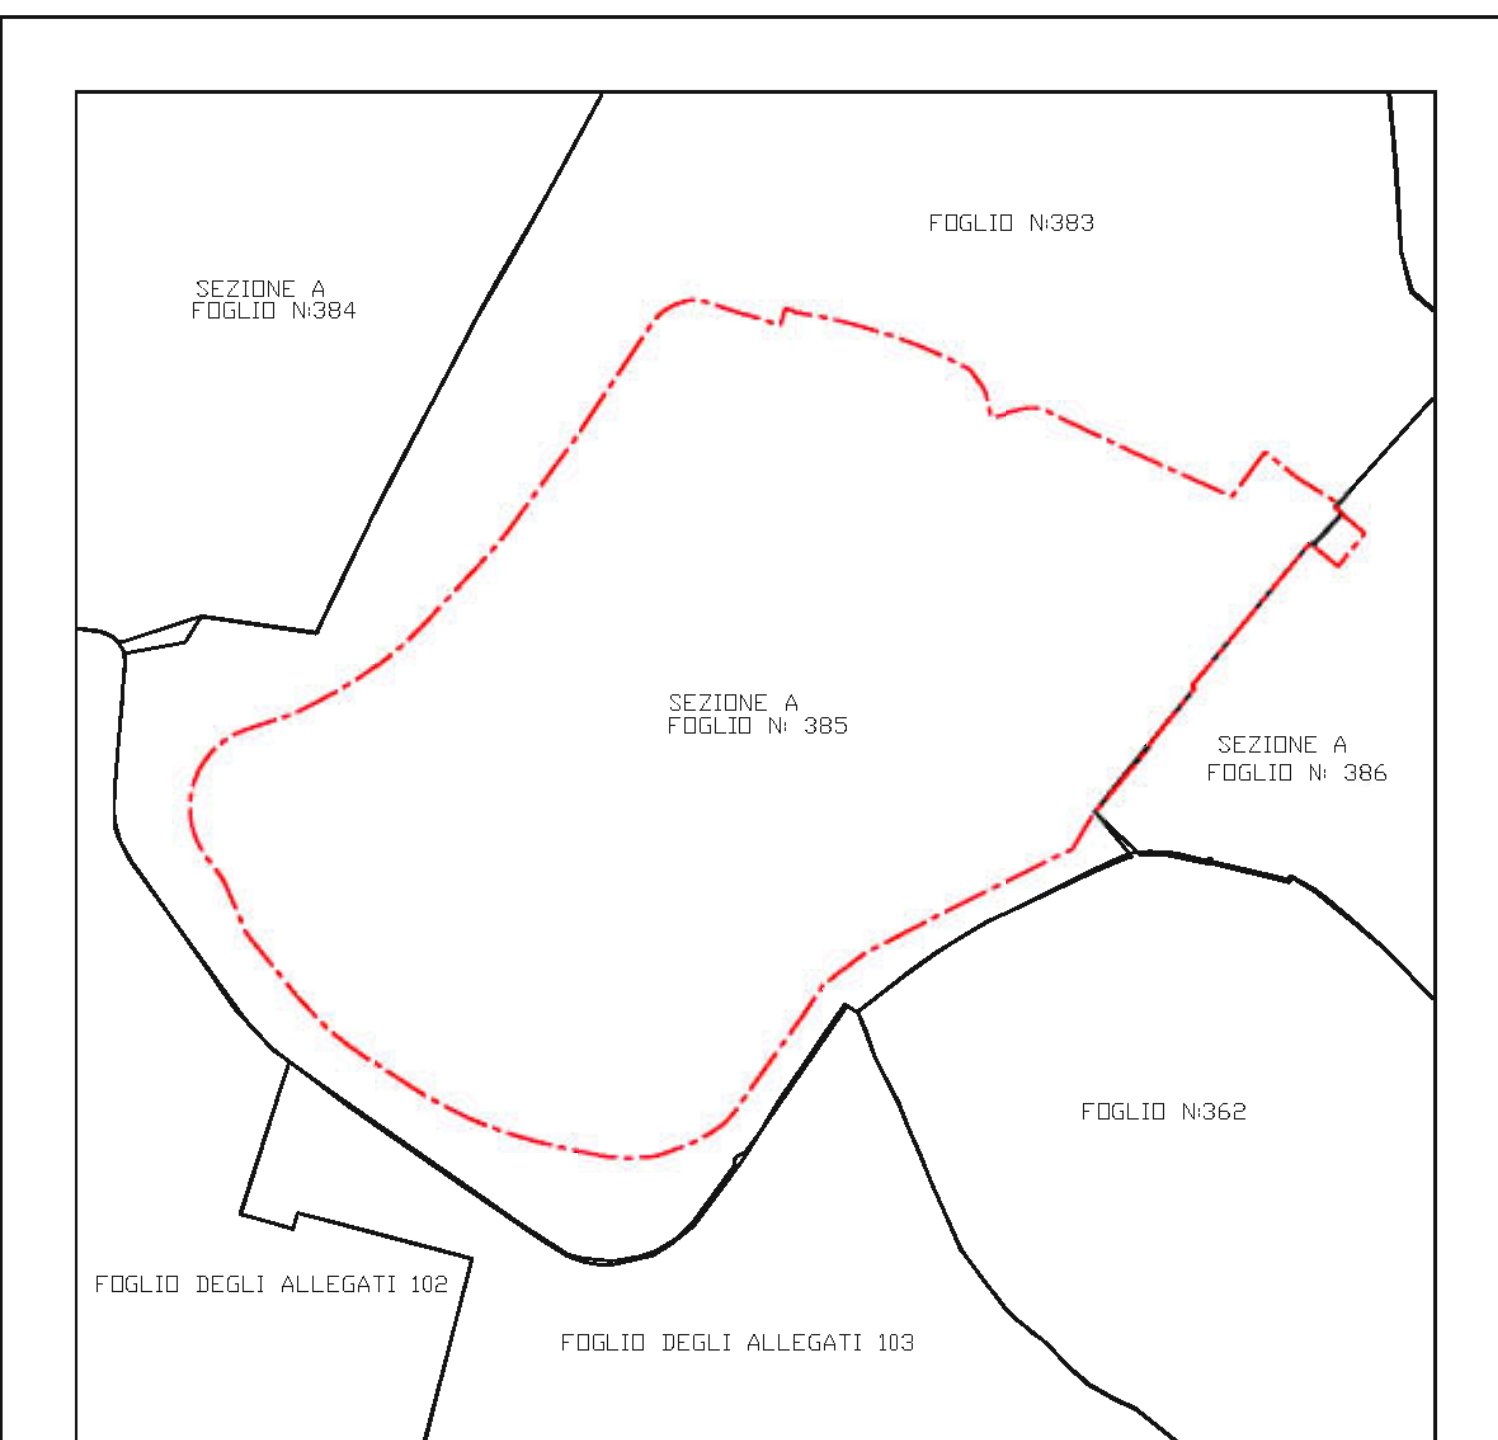 FOGLIO N:383
SEZIONE A
FOGLIO N:384
SEZIONE A
FOGLIO N: 385
SEZIONE A
FOGLIO N: 386
FOGLIO N:362
FOGLIO DEGLI ALLEGATI 102
FOGLIO DEGLI ALLEGATI 103